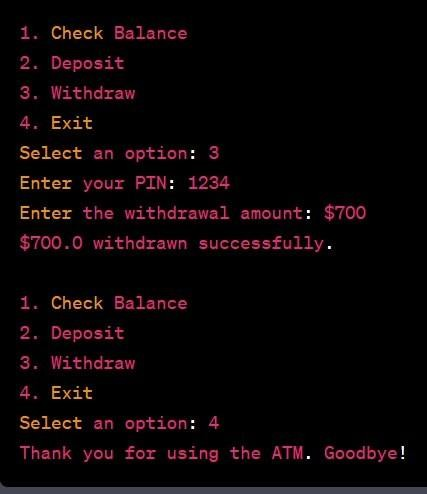 1. Check Balance
2. Deposit
3. Withdraw
4. Exit
Select an option: 3
Enter your PIN: 1234
Enter the withdrawal amount: $700
$700.0 withdrawn successfully.
1. Check Balance
2. Deposit
3. Withdraw
4. Exit
Select an option: 4
Thank you for using the ATM. Goodbye!